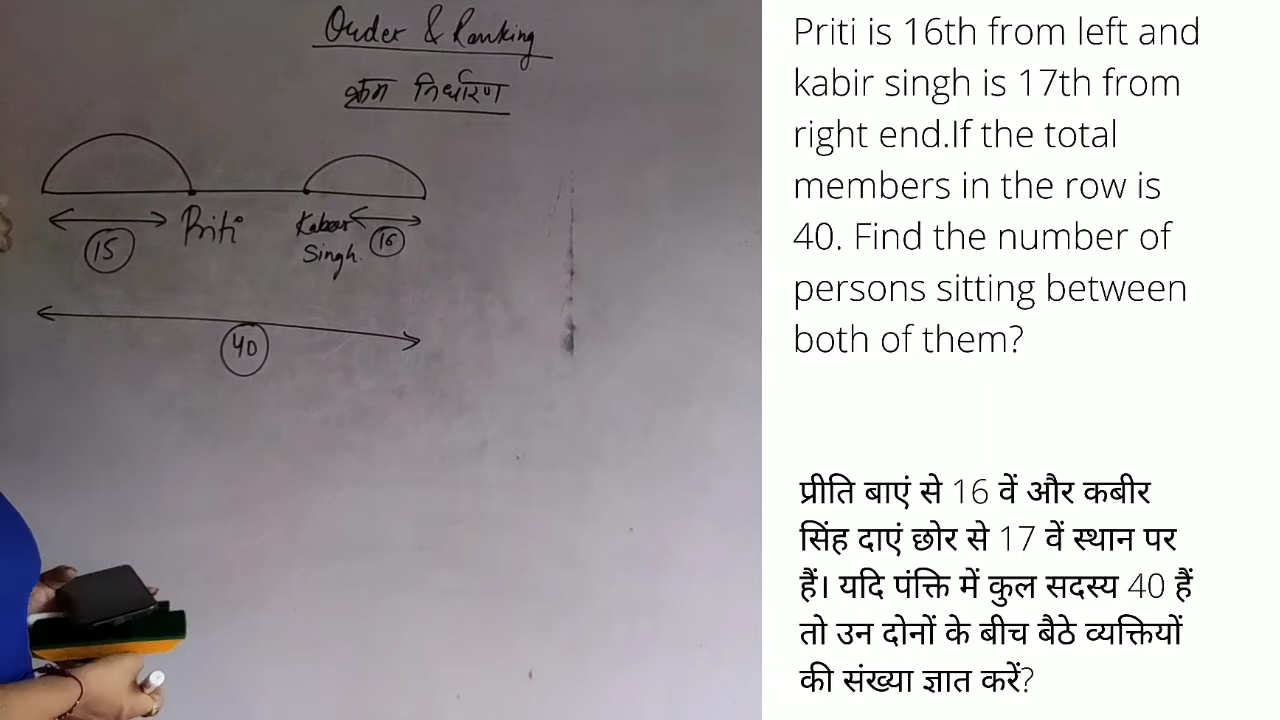 Order & Ranking
क्रम निर्धारण
15
Priti
Kabeer
Singh.
16
40
Priti is 16th from left and
kabir singh is 17th from
right end.If the total
members in the row is
40. Find the number of
persons sitting between
both of them?
प्रीति बाएं से 16 वें और कबीर
सिंह दाएं छोर से 17 वें स्थान पर
हैं। यदि पंक्ति में कुल सदस्य 40 हैं
तो उन दोनों के बीच बैठे व्यक्तियों
की संख्या ज्ञात करें?